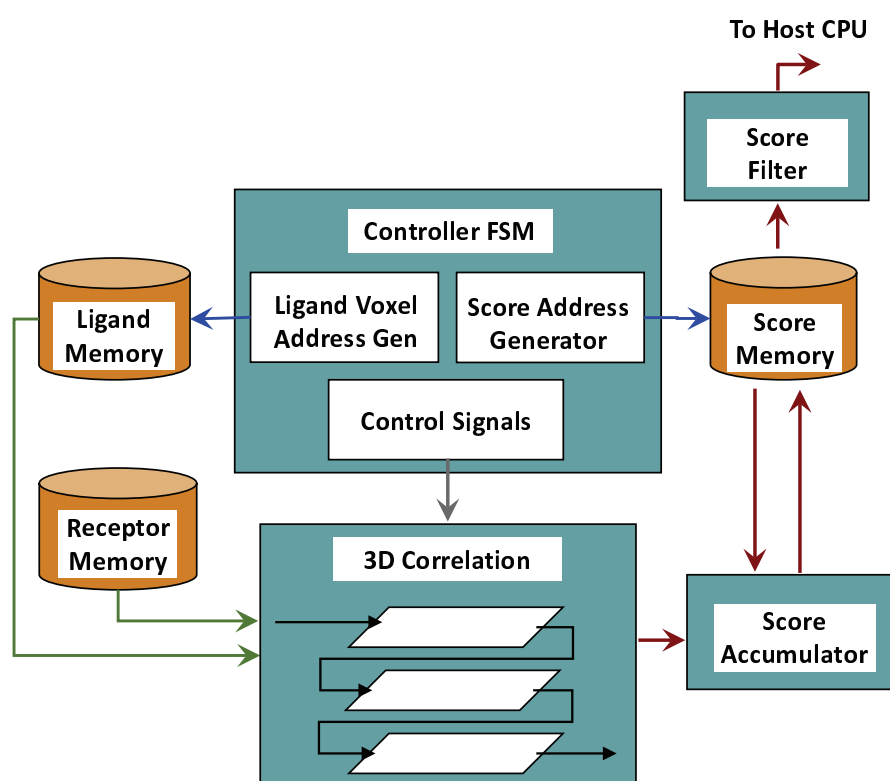 To Host CPU
Score
Filter
Controller FSM
Ligand Voxel
Address Gen
Score Address
Generator
Ligand
Memory
Score
Memory
Control Signals
Receptor
Memory
3D Correlation
Score
Accumulator